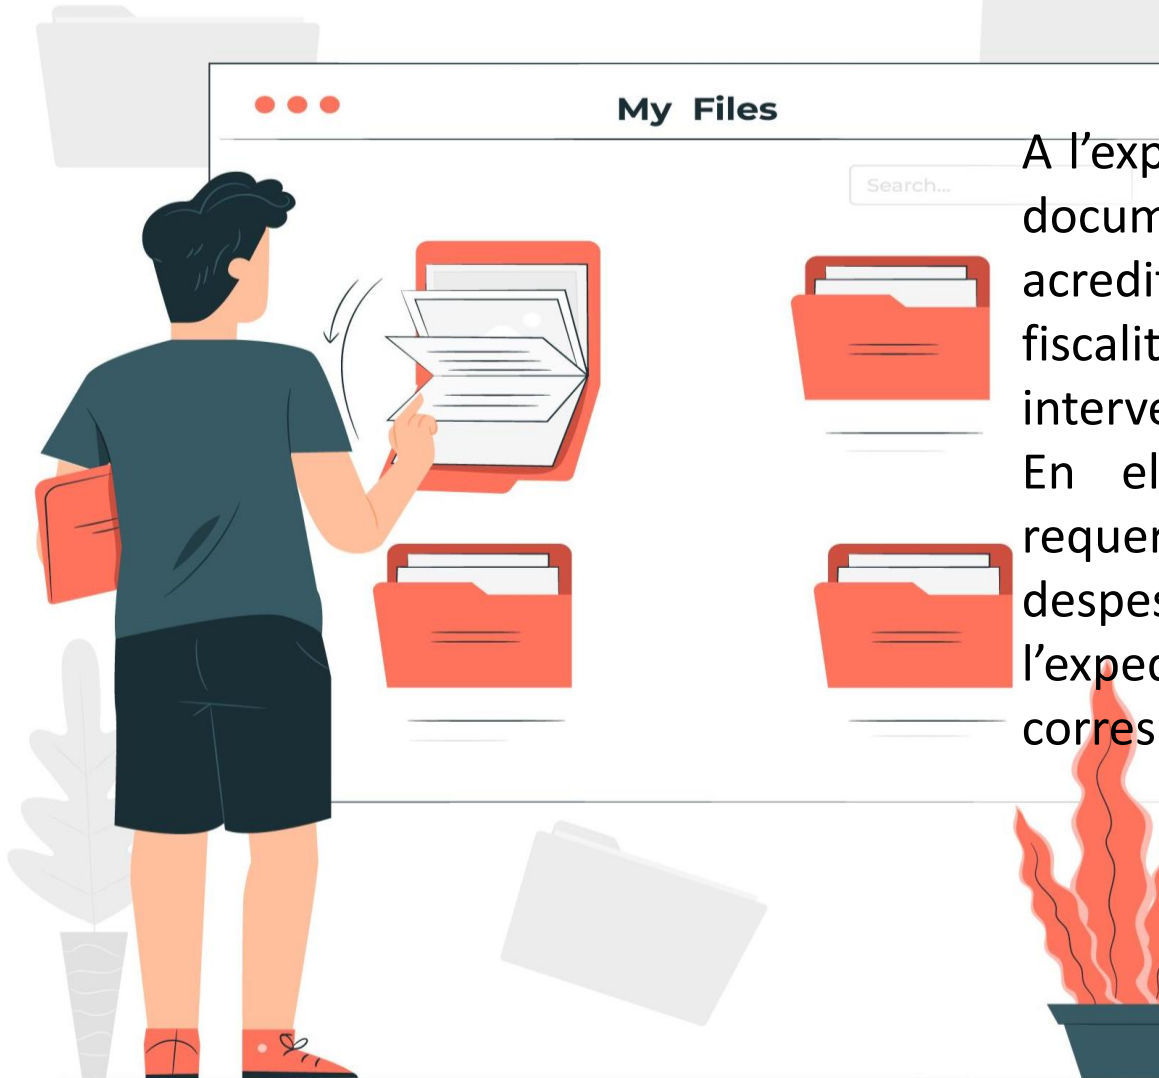 My Files
Search...
A l’exp
docum
acredit
fiscalit
interve
En el
requer
despes
l’exped
corres